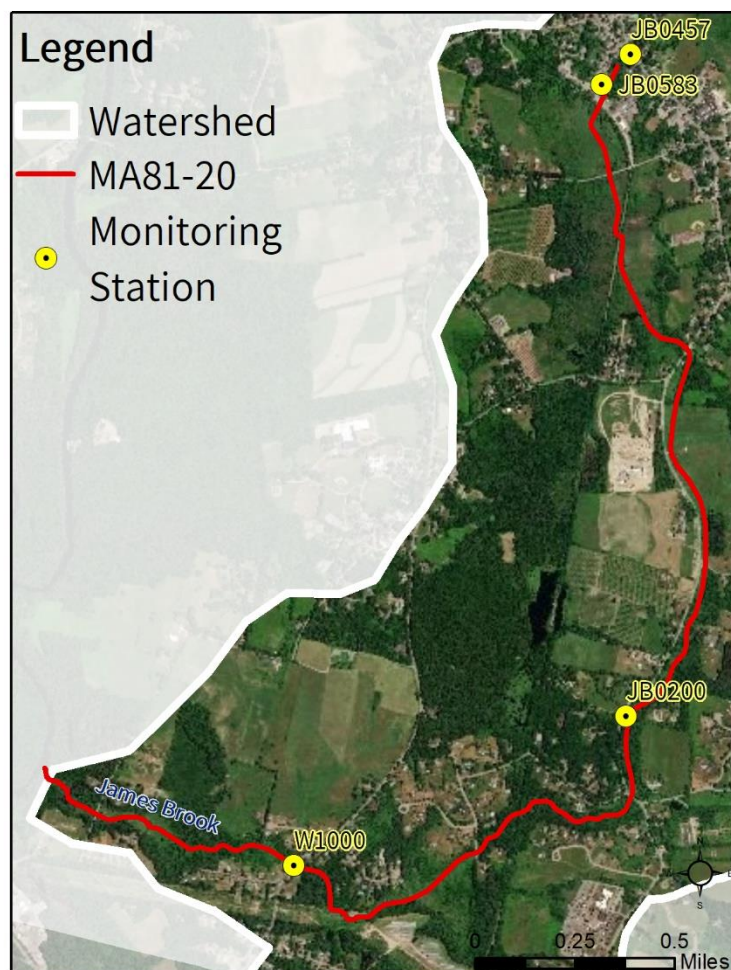 Legend
Watershed
MA81-20
Monitoring
Station
JB0457
JB0583
JB0200
James Brook
W1000
S
0 0.25 0.5
Miles